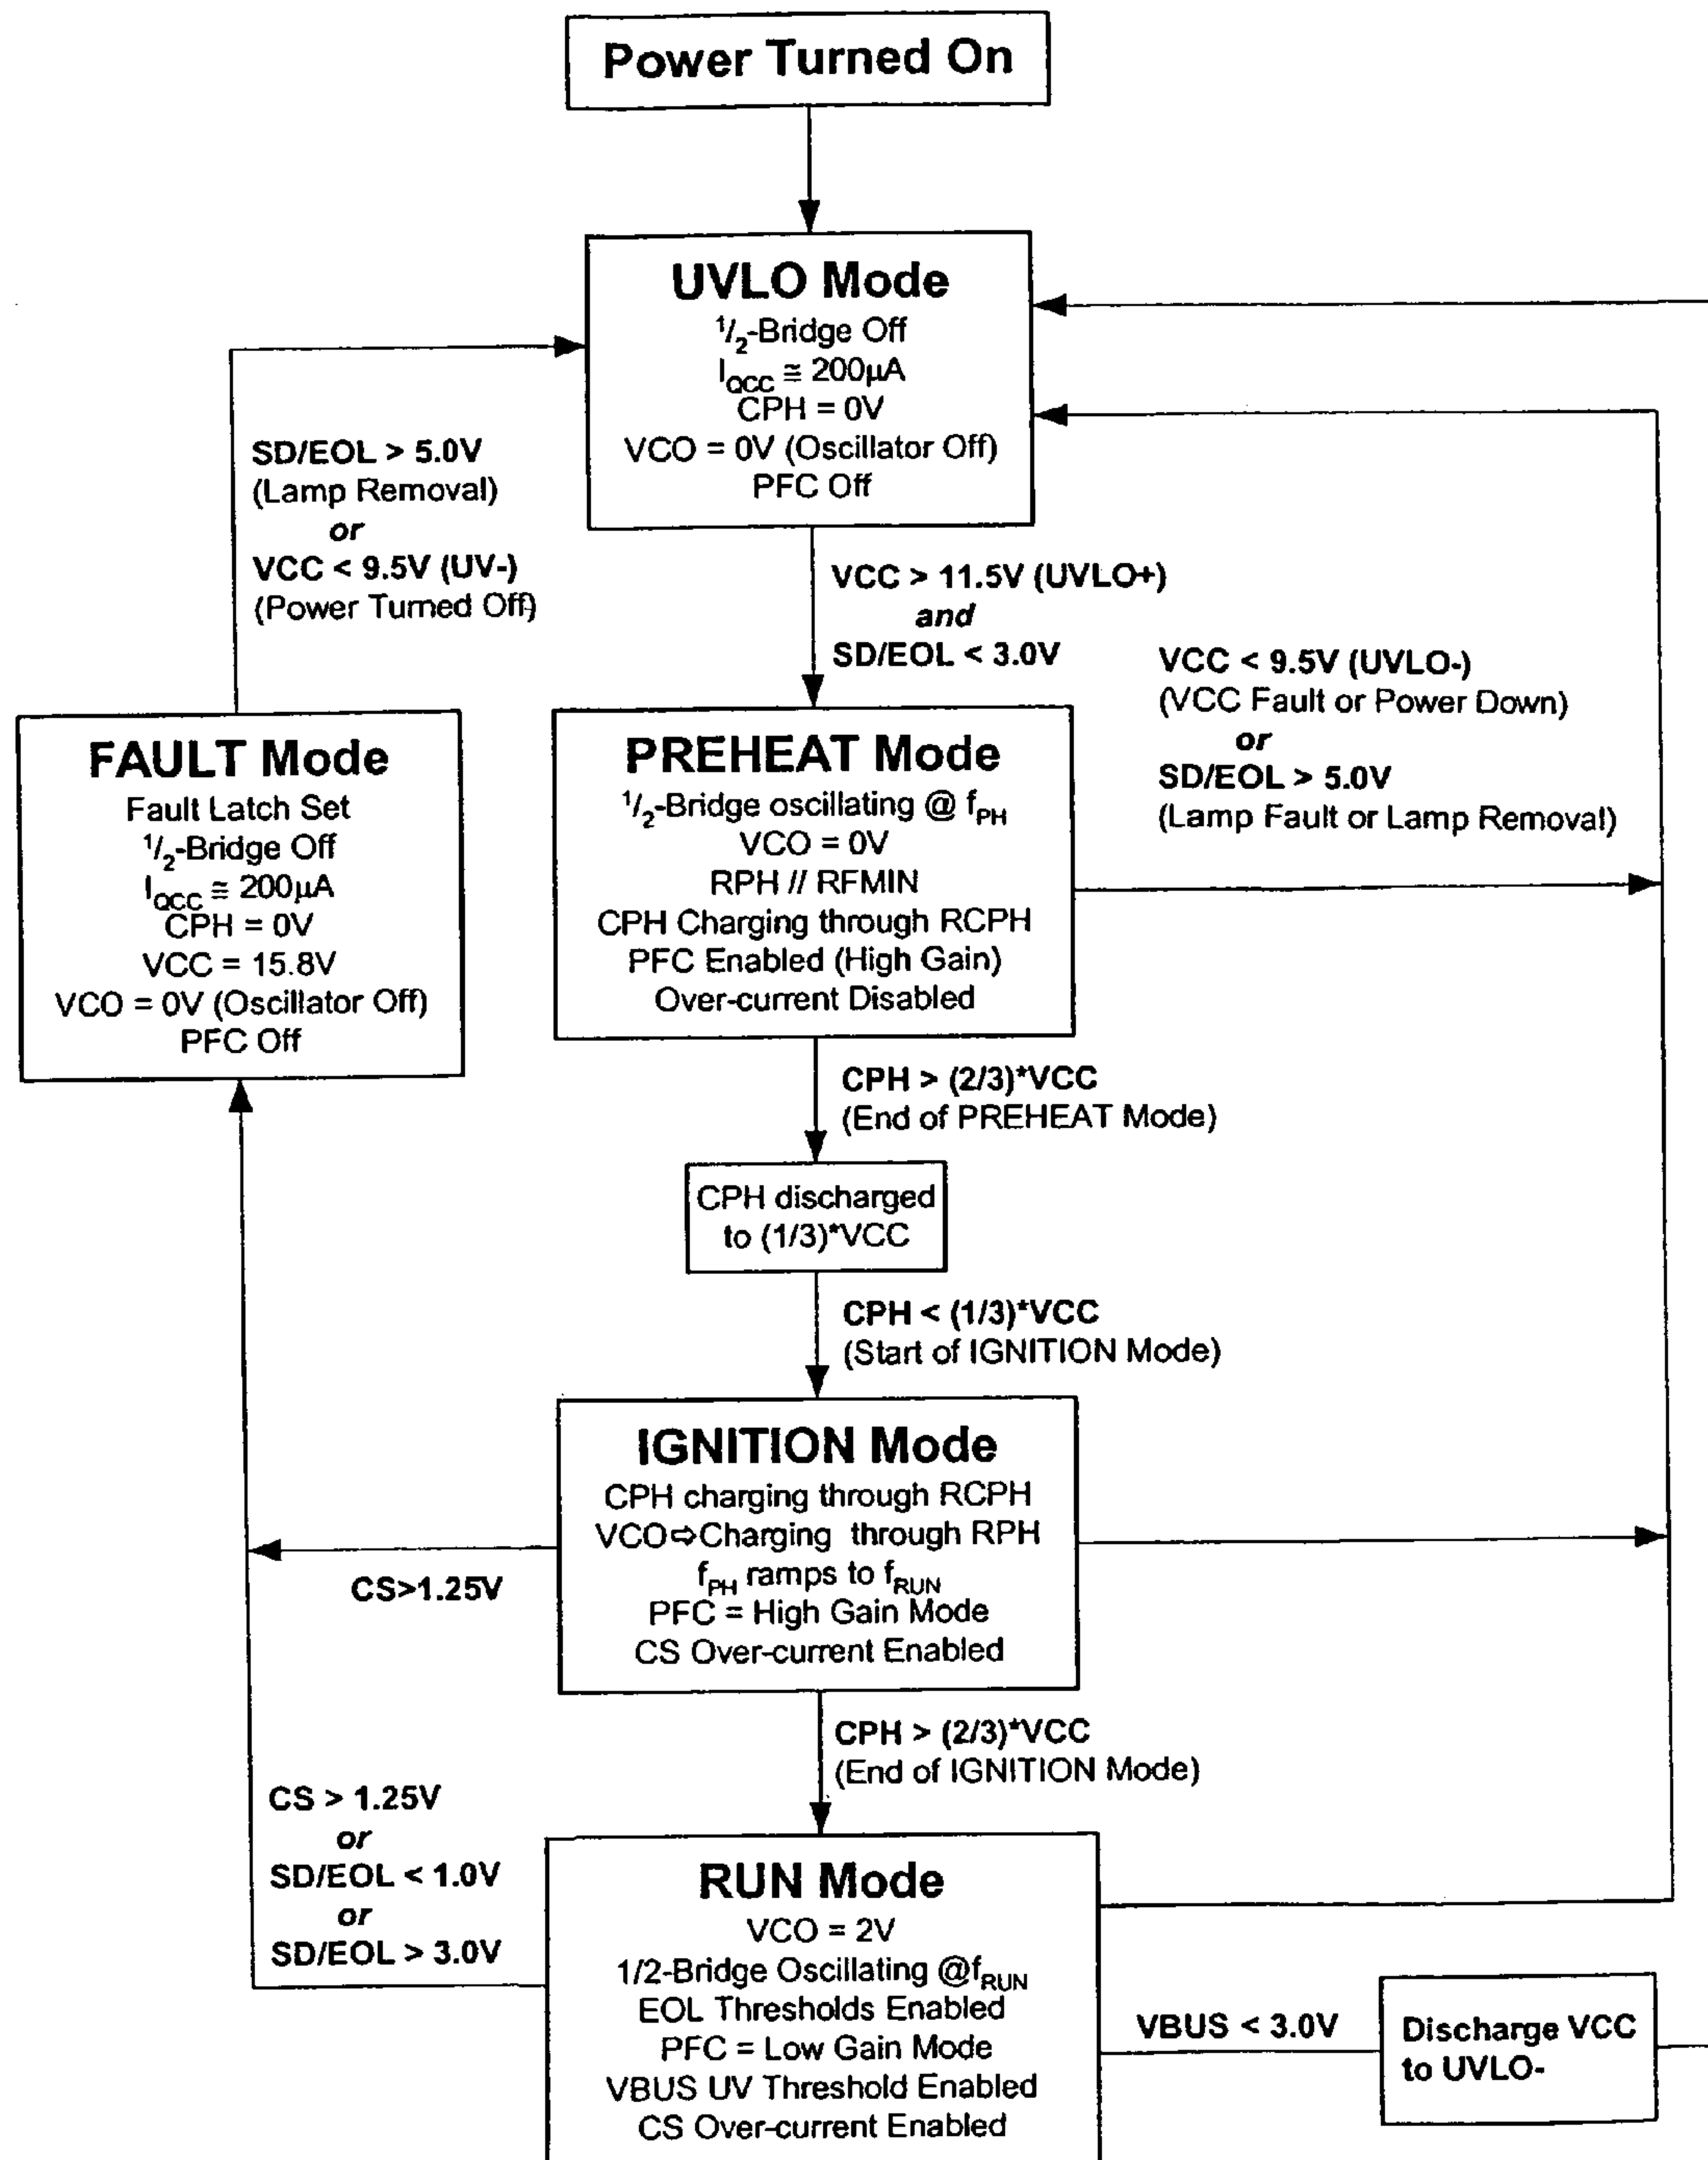 Power Turned On
UVLO Mode
1/2-Bridge Off
IQCC ≅ 200µA
CPH = 0V
VCO = 0V (Oscillator Off)
PFC Off
SD/EOL > 5.0V
(Lamp Removal)
or
VCC < 9.5V (UV-)
(Power Turned Off)
VCC > 11.5V (UVLO+)
and
SD/EOL < 3.0V
VCC < 9.5V (UVLO-)
(VCC Fault or Power Down)
or
SD/EOL > 5.0V
(Lamp Fault or Lamp Removal)
FAULT Mode
Fault Latch Set
1/2-Bridge Off
IQCC ≅ 200µA
CPH = 0V
VCC = 15.8V
VCO = 0V (Oscillator Off)
PFC Off
PREHEAT Mode
1/2-Bridge oscillating @ fPH
VCO = 0V
RPH // RFMIN
CPH Charging through RCPH
PFC Enabled (High Gain)
Over-current Disabled
CPH > (2/3)*VCC
(End of PREHEAT Mode)
CPH discharged
to (1/3)*VCC
CPH < (1/3)*VCC
(Start of IGNITION Mode)
IGNITION Mode
CPH charging through RCPH
VCO⇨Charging through RPH
fPH ramps to fRUN
PFC = High Gain Mode
CS Over-current Enabled
CS>1.25V
CPH > (2/3)*VCC
(End of IGNITION Mode)
CS > 1.25V
or
SD/EOL < 1.0V
or
SD/EOL > 3.0V
RUN Mode
VCO = 2V
1/2-Bridge Oscillating @fRUN
EOL Thresholds Enabled
PFC = Low Gain Mode
VBUS UV Threshold Enabled
CS Over-current Enabled
VBUS < 3.0V
Discharge VCC
to UVLO-